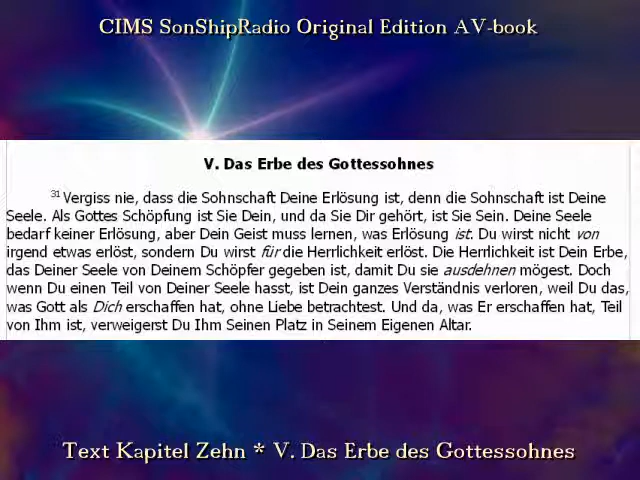 CIMS SonShipRadio Original Edition AV-book
V. Das Erbe des Gottessohnes
31 Vergiss nie, dass die Sohnschaft Deine Erlösung ist, denn die Sohnschaft ist Deine
Seele. Als Gottes Schöpfung ist Sie Dein, und da Sie Dir gehört, ist Sie Sein. Deine Seele
bedarf keiner Erlösung, aber Dein Geist muss lernen, was Erlösung ist. Du wirst nicht von
irgend etwas erlöst, sondern Du wirst für die Herrlichkeit erlöst. Die Herrlichkeit ist Dein Erbe,
das Deiner Seele von Deinem Schöpfer gegeben ist, damit Du sie ausdehnen mögest. Doch
wenn Du einen Teil von Deiner Seele hasst, ist Dein ganzes Verständnis verloren, weil Du das,
was Gott als Dich erschaffen hat, ohne Liebe betrachtest. Und da, was Er erschaffen hat, Teil
von Ihm ist, verweigerst Du Ihm Seinen Platz in Seinem Eigenen Altar.
Text Kapitel Zehn * V. Das Erbe des Gottessohnes